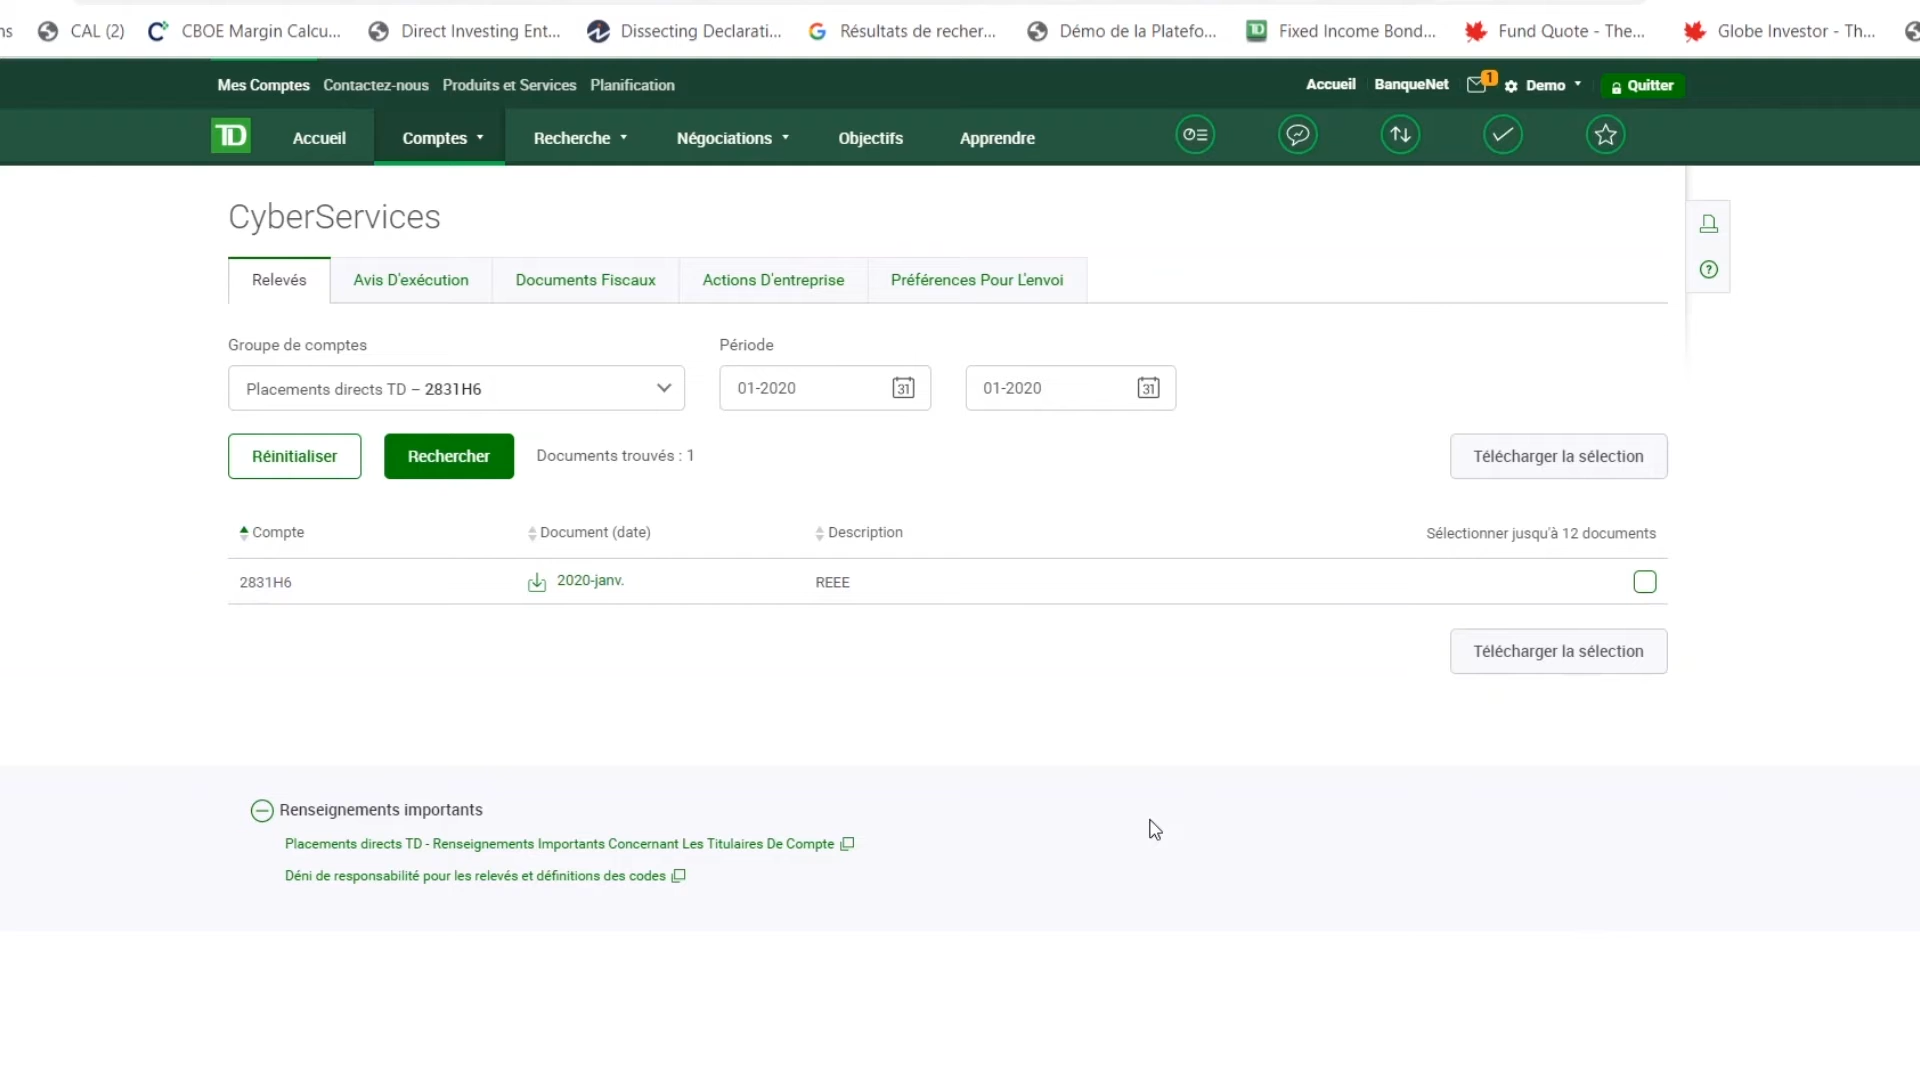 ns CAL (2) CBOE Margin Calcu... Direct Investing Ent... Dissecting Declarati... Résultats de recher... Démo de la Platefo... Fixed Income Bond... Fund Quote - The... Globe Investor - Th...
Mes Comptes Contactez-nous Produits et Services Planification Accueil BanqueNet 1 Demo Quitter
TD Accueil Comptes Recherche Négociations Objectifs Apprendre
CyberServices
Relevés Avis D'exécution Documents Fiscaux Actions D'entreprise Préférences Pour L'envoi
Groupe de comptes Période
Placements directs TD – 2831H6 01-2020 31 01-2020 31
Réinitialiser Rechercher Documents trouvés : 1 Télécharger la sélection
Compte Document (date) Description Sélectionner jusqu'à 12 documents
2831H6 2020-janv. REEE
Télécharger la sélection
Renseignements importants
Placements directs TD - Renseignements Importants Concernant Les Titulaires De Compte
Déni de responsabilité pour les relevés et définitions des codes